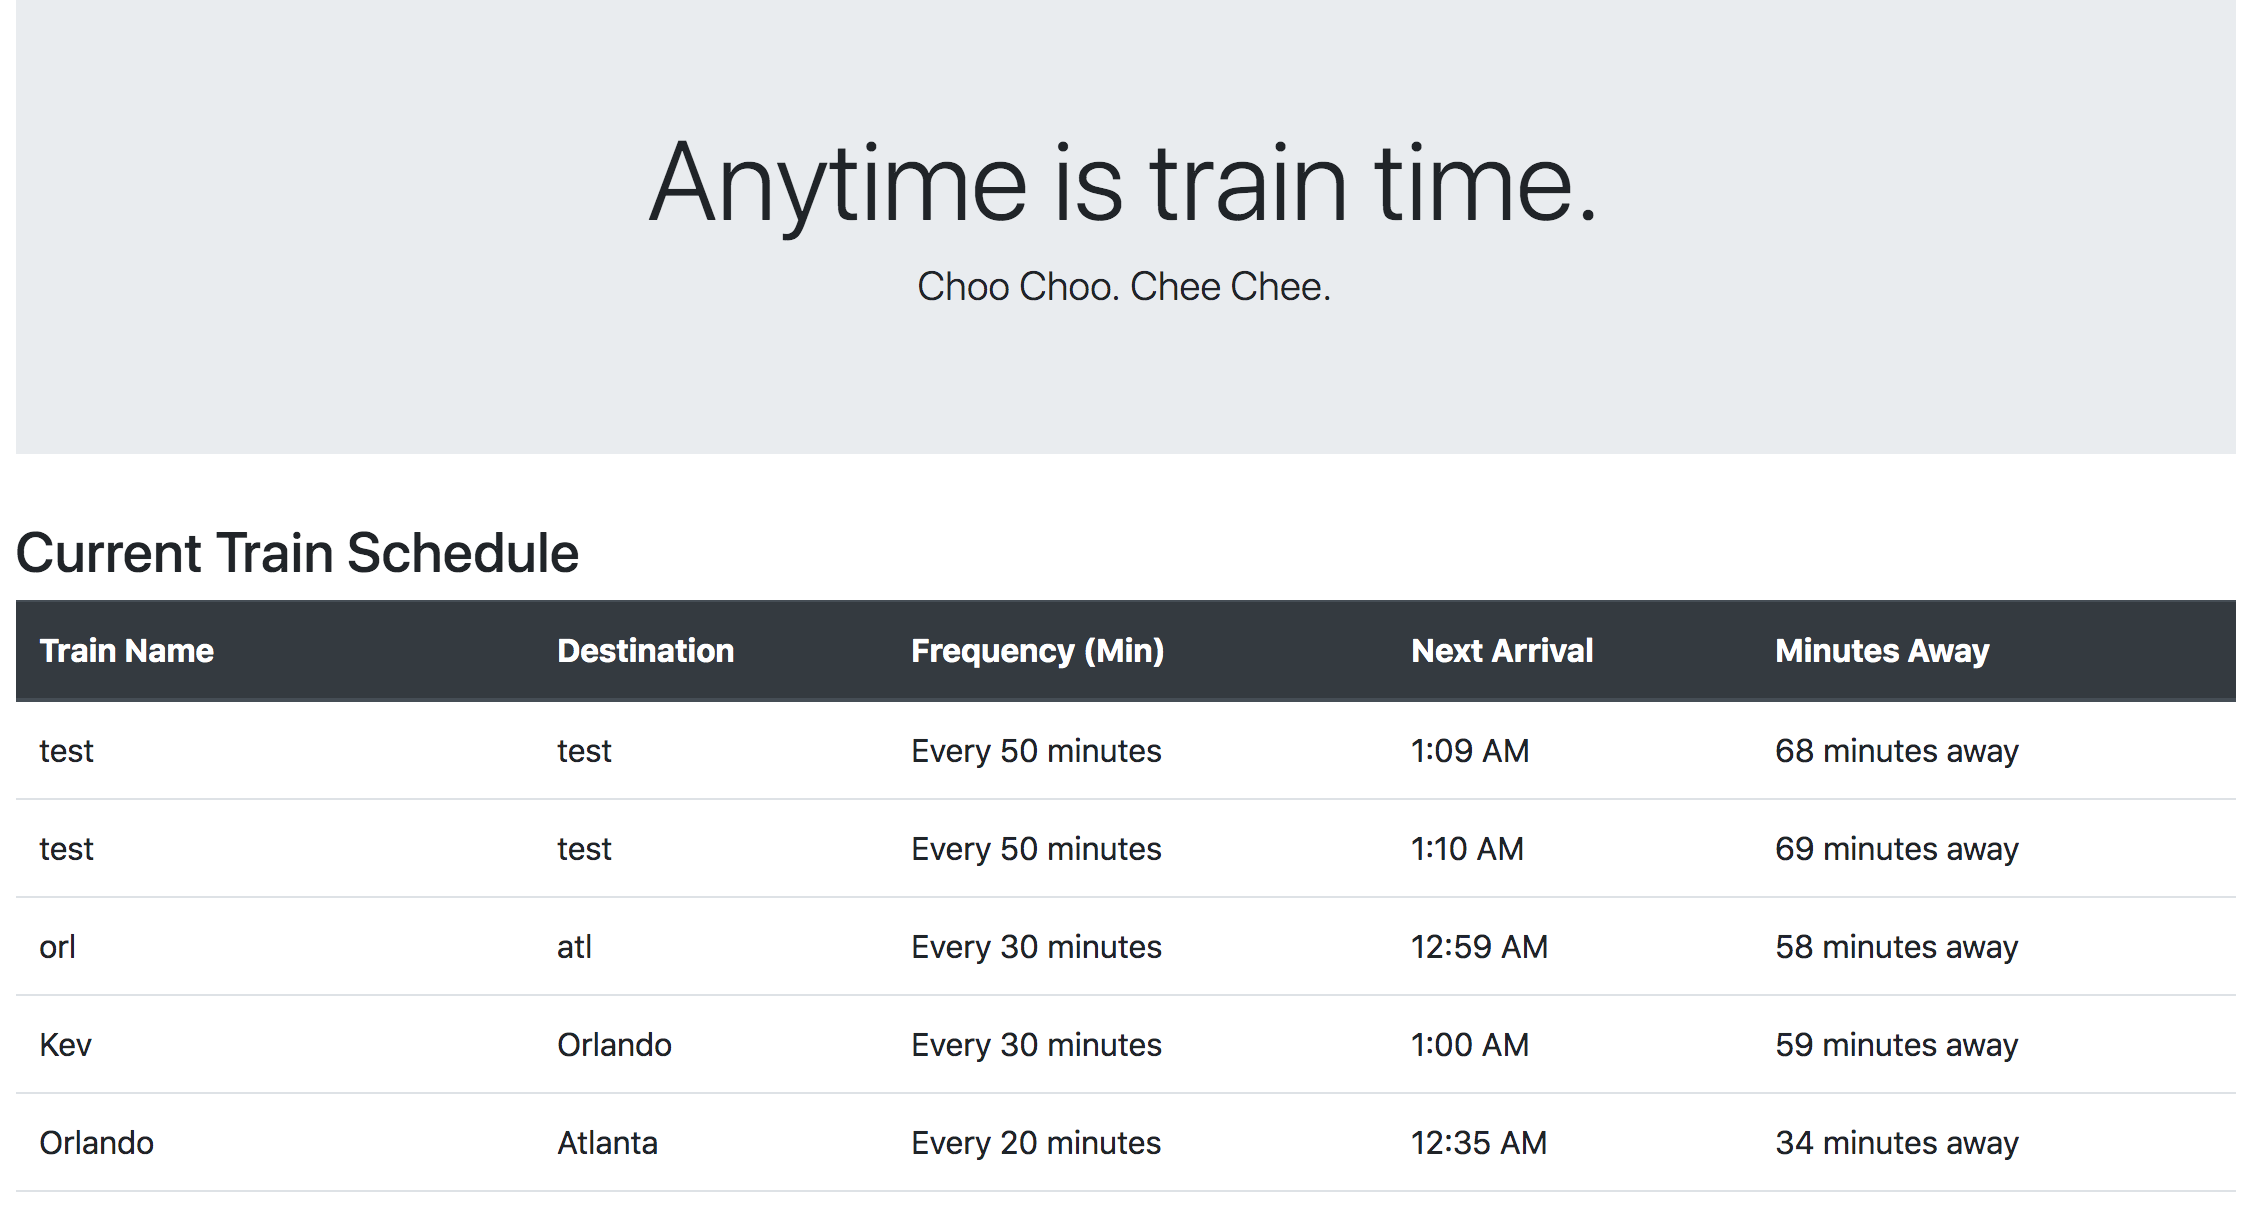 Anytime is train time.
Choo Choo. Chee Chee.
Current Train Schedule
Train Name Destination Frequency (Min) Next Arrival Minutes Away
test test Every 50 minutes 1:09 AM 68 minutes away
test test Every 50 minutes 1:10 AM 69 minutes away
orl atl Every 30 minutes 12:59 AM 58 minutes away
Kev Orlando Every 30 minutes 1:00 AM 59 minutes away
Orlando Atlanta Every 20 minutes 12:35 AM 34 minutes away